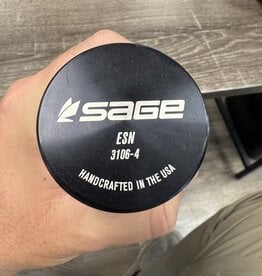 SAGE
ESN
3106-4
HANDCRAFTED IN THE USA